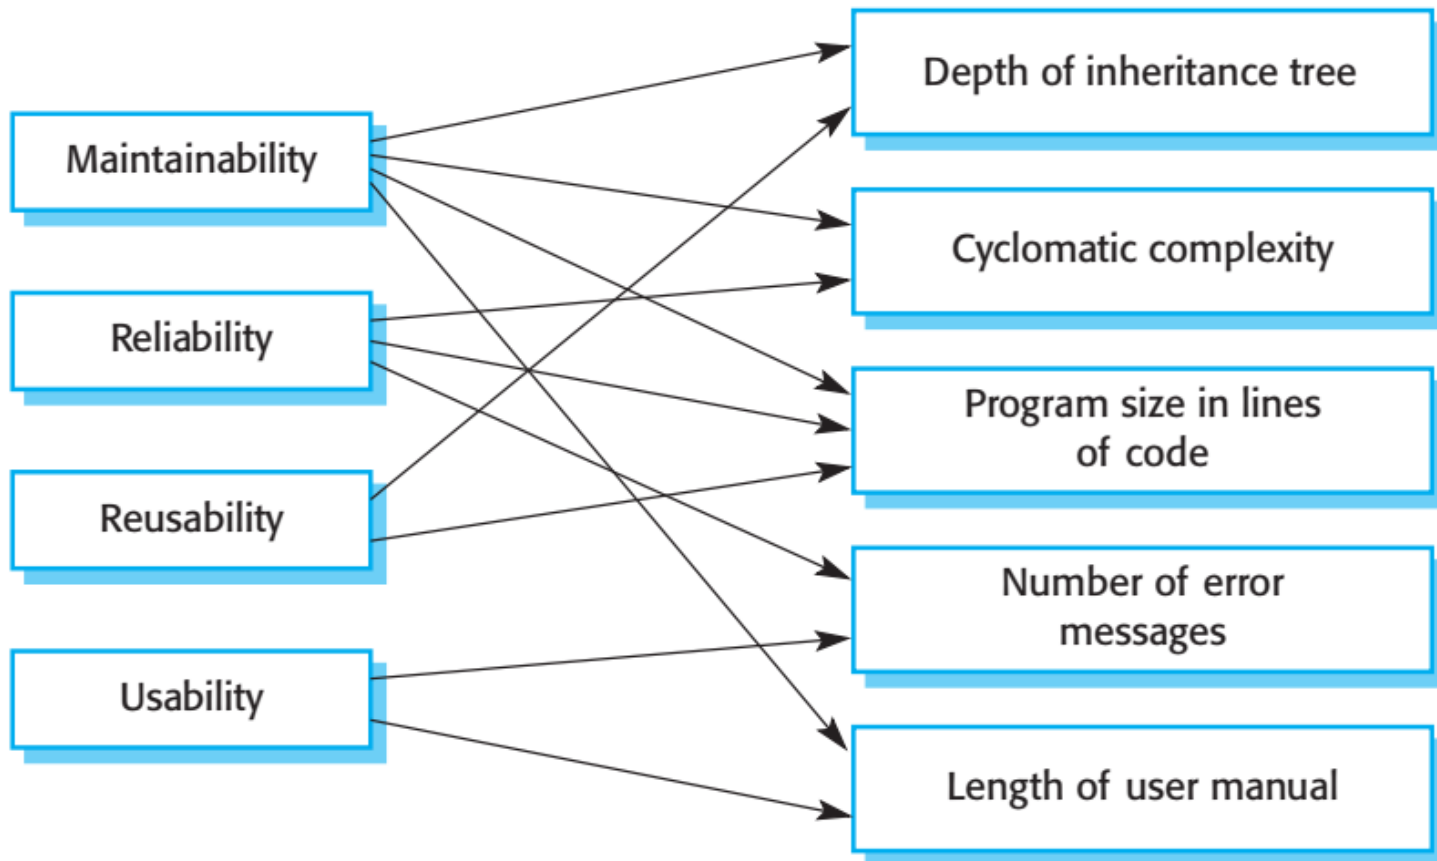 Maintainability
Reliability
Reusability
Usability
Depth of inheritance tree
Cyclomatic complexity
Program size in lines
of code
Number of error
messages
Length of user manual